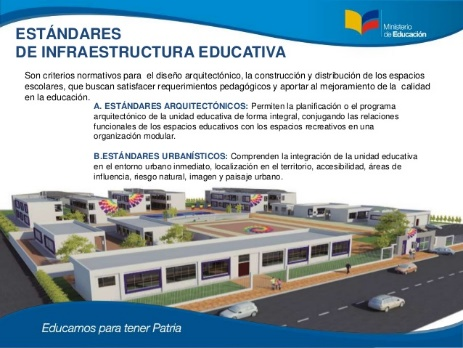 Ministerio
de Educación
ESTÁNDARES
DE INFRAESTRUCTURA EDUCATIVA
Son criterios normativos para el diseño arquitectónico, la construcción y distribución de los espacios
escolares, que buscan satisfacer requerimientos pedagógicos y aportar al mejoramiento de la calidad
en la educación.
A. ESTÁNDARES ARQUITECTÓNICOS: Permiten la planificación o el programa
arquitectónico de la unidad educativa de forma integral, conjugando las relaciones
funcionales de los espacios educativos con los espacios recreativos en una
organización modular.
B.ESTÁNDARES URBANÍSTICOS: Comprenden la integración de la unidad educativa
en el entorno urbano inmediato, localización en el territorio, accesibilidad, áreas de
influencia, riesgo natural, imagen y paisaje urbano.
Educamos para tener Patria